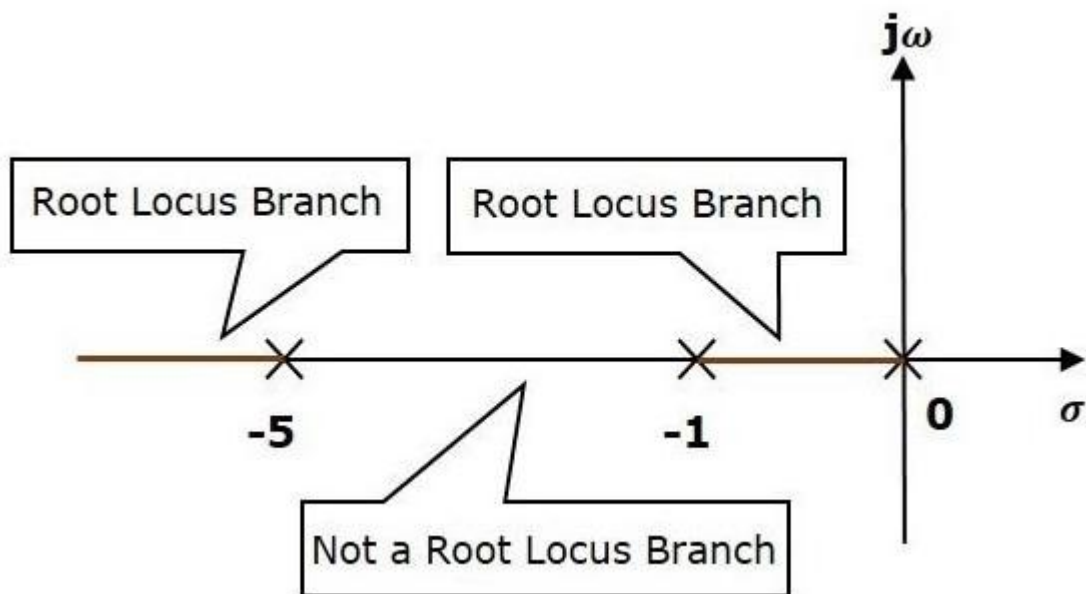 jω
Root Locus Branch
Root Locus Branch
-5
-1
0
σ
Not a Root Locus Branch